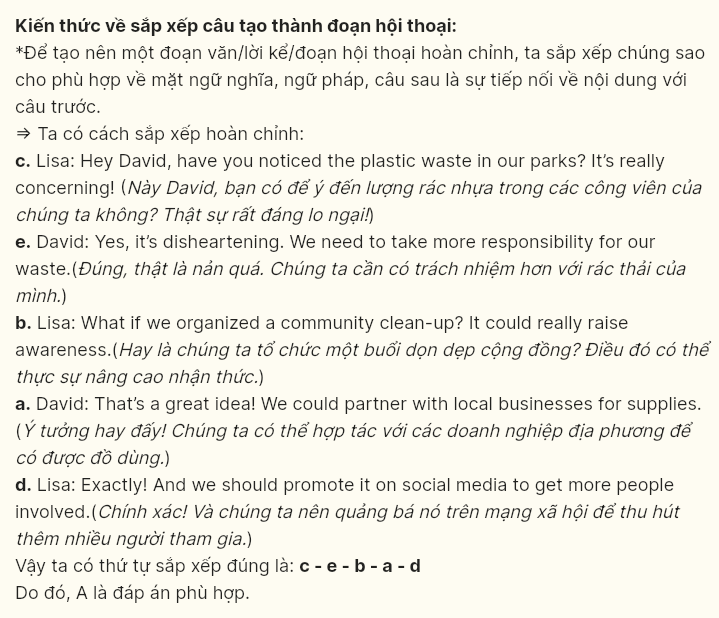 Kiến thức về sắp xếp câu tạo thành đoạn hội thoại:
*Để tạo nên một đoạn văn/lời kể/đoạn hội thoại hoàn chỉnh, ta sắp xếp chúng sao
cho phù hợp về mặt ngữ nghĩa, ngữ pháp, câu sau là sự tiếp nối về nội dung với
câu trước.
⇒ Ta có cách sắp xếp hoàn chỉnh:
c. Lisa: Hey David, have you noticed the plastic waste in our parks? It’s really
concerning! (Này David, bạn có để ý đến lượng rác nhựa trong các công viên của
chúng ta không? Thật sự rất đáng lo ngại!)
e. David: Yes, it’s disheartening. We need to take more responsibility for our
waste.(Đúng, thật là nản quá. Chúng ta cần có trách nhiệm hơn với rác thải của
mình.)
b. Lisa: What if we organized a community clean-up? It could really raise
awareness.(Hay là chúng ta tổ chức một buổi dọn dẹp cộng đồng? Điều đó có thể
thực sự nâng cao nhận thức.)
a. David: That’s a great idea! We could partner with local businesses for supplies.
(Ý tưởng hay đấy! Chúng ta có thể hợp tác với các doanh nghiệp địa phương để
có được đồ dùng.)
d. Lisa: Exactly! And we should promote it on social media to get more people
involved.(Chính xác! Và chúng ta nên quảng bá nó trên mạng xã hội để thu hút
thêm nhiều người tham gia.)
Vậy ta có thứ tự sắp xếp đúng là: c - e - b - a - d
Do đó, A là đáp án phù hợp.